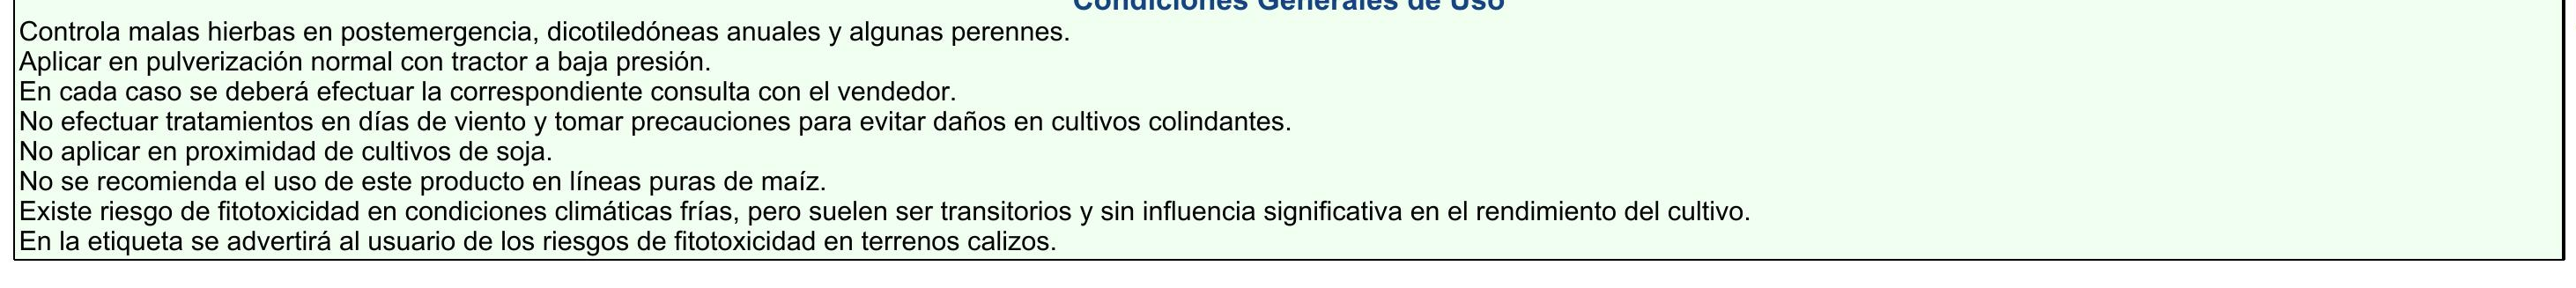 Condiciones Generales de Uso
Controla malas hierbas en postemergencia, dicotiledóneas anuales y algunas perennes.
Aplicar en pulverización normal con tractor a baja presión.
En cada caso se deberá efectuar la correspondiente consulta con el vendedor.
No efectuar tratamientos en días de viento y tomar precauciones para evitar daños en cultivos colindantes.
No aplicar en proximidad de cultivos de soja.
No se recomienda el uso de este producto en líneas puras de maíz.
Existe riesgo de fitotoxicidad en condiciones climáticas frías, pero suelen ser transitorios y sin influencia significativa en el rendimiento del cultivo.
En la etiqueta se advertirá al usuario de los riesgos de fitotoxicidad en terrenos calizos.